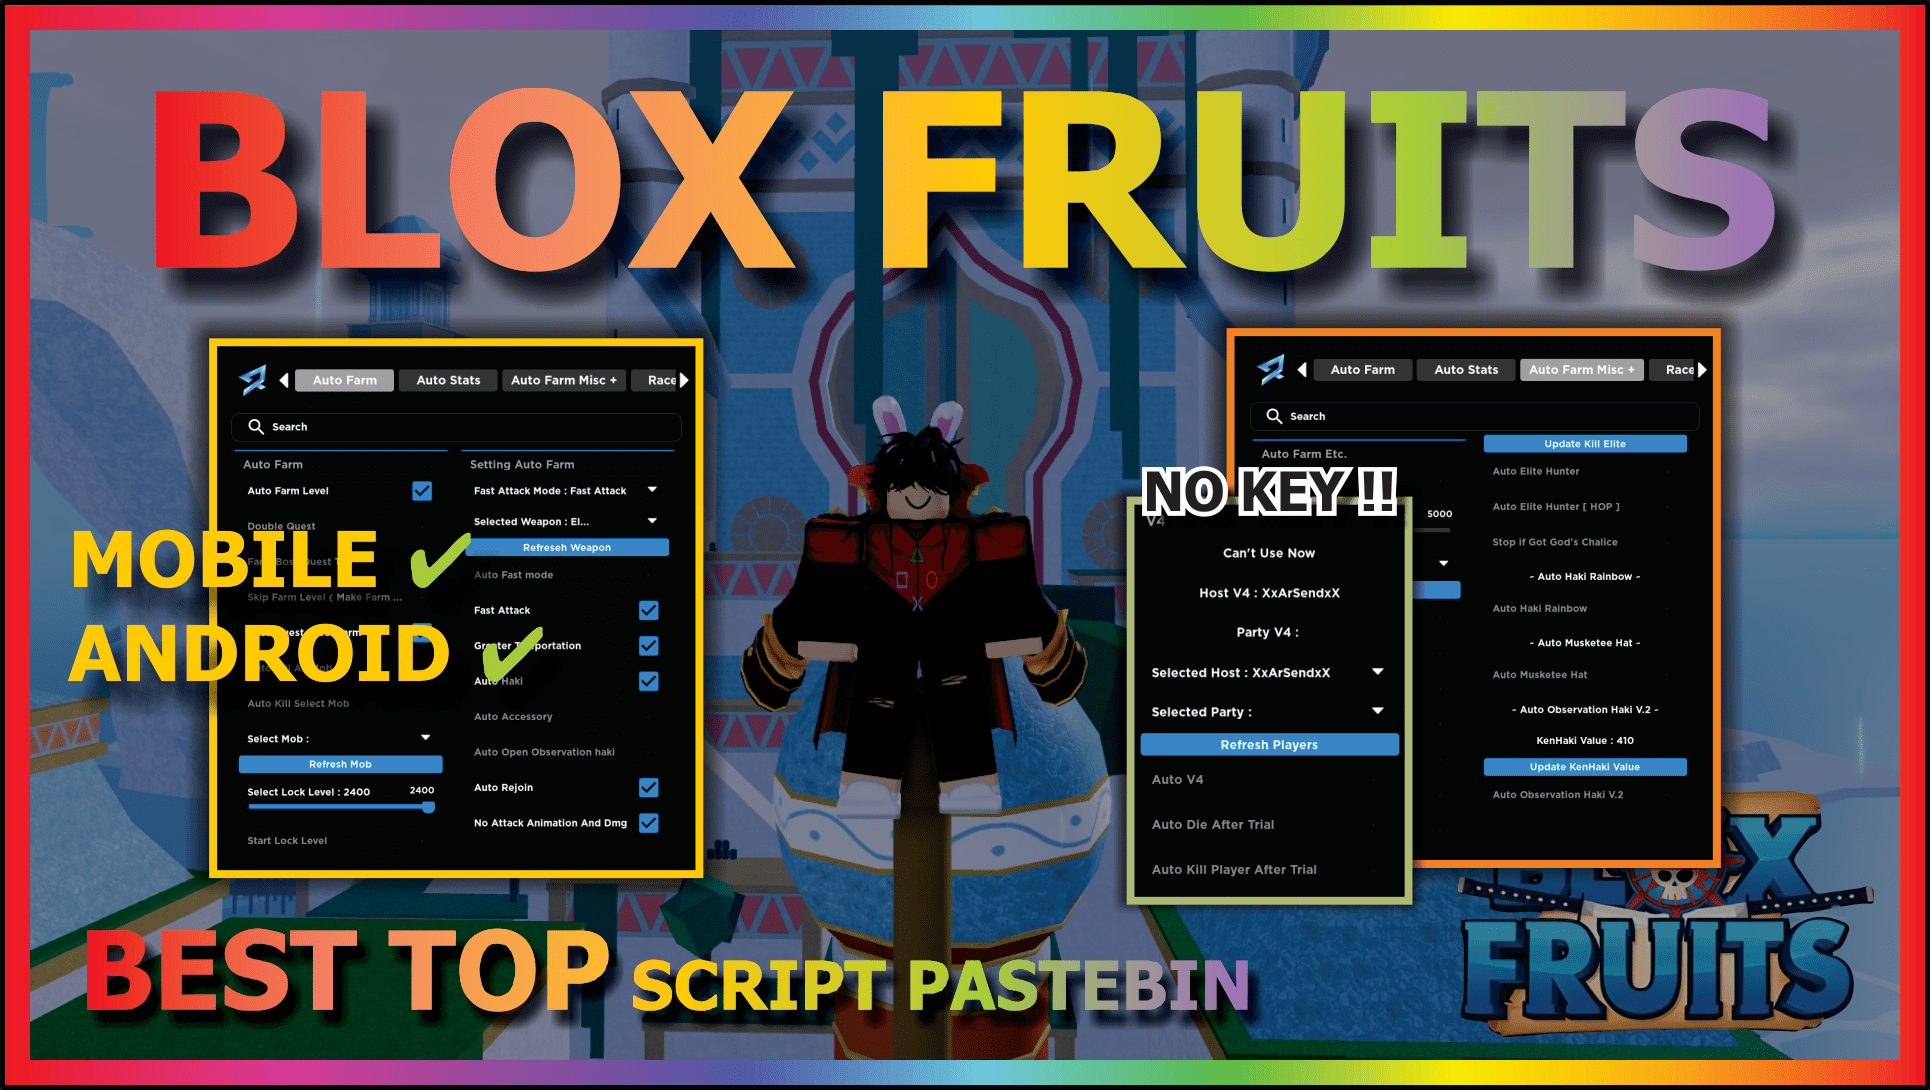 BLOX FRUITS
Auto Farm Auto Stats Auto Farm Misc + Race
Search
Auto Farm
Auto Farm Level
Double Quest
Skip Farm Level ( Make Farm ...
Auto Kill Select Mob
Select Mob :
Refresh Mob
Select Lock Level : 2400 2400
Start Lock Level
Setting Auto Farm
Fast Attack Mode : Fast Attack
Selected Weapon : El...
Refreseh Weapon
Auto Fast mode
Fast Attack
Auto Haki
Auto Accessory
Auto Open Observation haki
Auto Rejoin
No Attack Animation And Dmg
MOBILE ✔
ANDROID ✔
Auto Farm Auto Stats Auto Farm Misc + Race
Search
Auto Farm Etc.
5000
Update Kill Elite
Auto Elite Hunter
Auto Elite Hunter [ HOP ]
Stop if Got God's Chalice
- Auto Haki Rainbow -
Auto Haki Rainbow
- Auto Musketee Hat -
Auto Musketee Hat
- Auto Observation Haki V.2 -
KenHaki Value : 410
Update KenHaki Value
Auto Observation Haki V.2
NO KEY !!
V4
Can't Use Now
Host V4 : XxArSendxX
Party V4 :
Selected Host : XxArSendxX
Selected Party :
Refresh Players
Auto V4
Auto Die After Trial
Auto Kill Player After Trial
BEST TOP SCRIPT PASTEBIN
BLOX
FRUITS